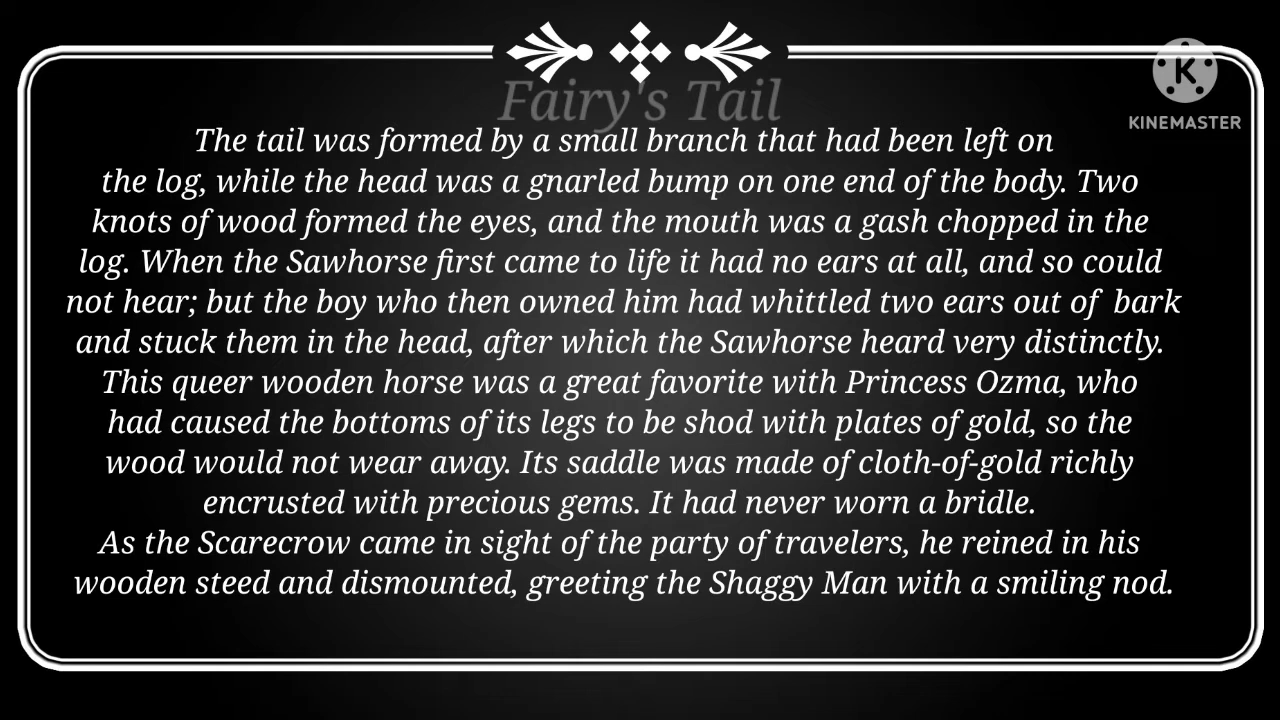 Fairy's Tail
K
KINEMASTER
The tail was formed by a small branch that had been left on
the log, while the head was a gnarled bump on one end of the body. Two
knots of wood formed the eyes, and the mouth was a gash chopped in the
log. When the Sawhorse first came to life it had no ears at all, and so could
not hear; but the boy who then owned him had whittled two ears out of bark
and stuck them in the head, after which the Sawhorse heard very distinctly.
This queer wooden horse was a great favorite with Princess Ozma, who
had caused the bottoms of its legs to be shod with plates of gold, so the
wood would not wear away. Its saddle was made of cloth-of-gold richly
encrusted with precious gems. It had never worn a bridle.
As the Scarecrow came in sight of the party of travelers, he reined in his
wooden steed and dismounted, greeting the Shaggy Man with a smiling nod.